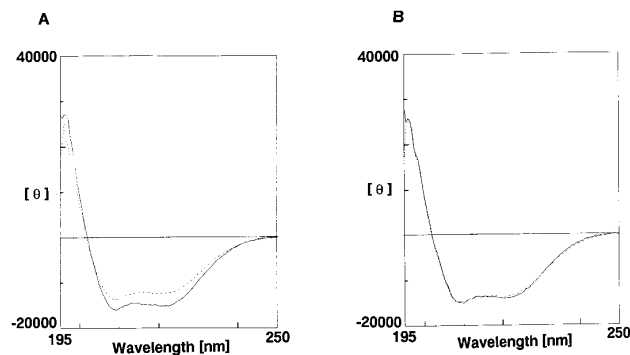 A
40000
[ θ ]
-20000
195
250
Wavelength [nm]
B
40000
[ θ ]
-20000
195
250
Wavelength [nm]